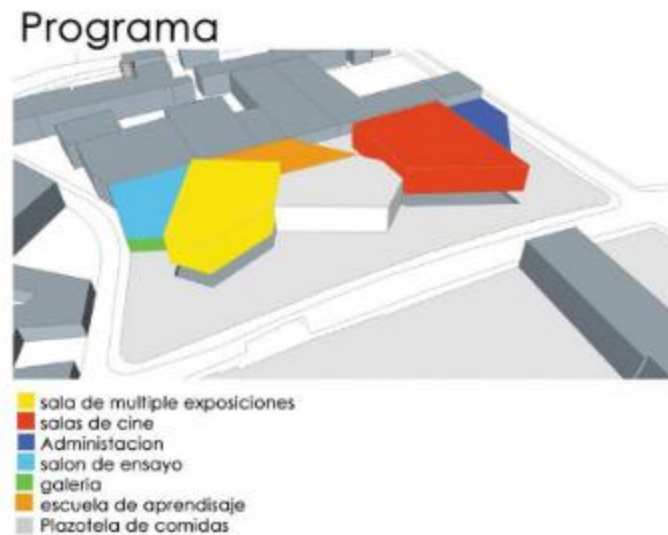 Programa
sala de multiple exposiciones
salas de cine
Administacion
salon de ensayo
galeria
escuela de aprendisaje
Plazotela de comidas